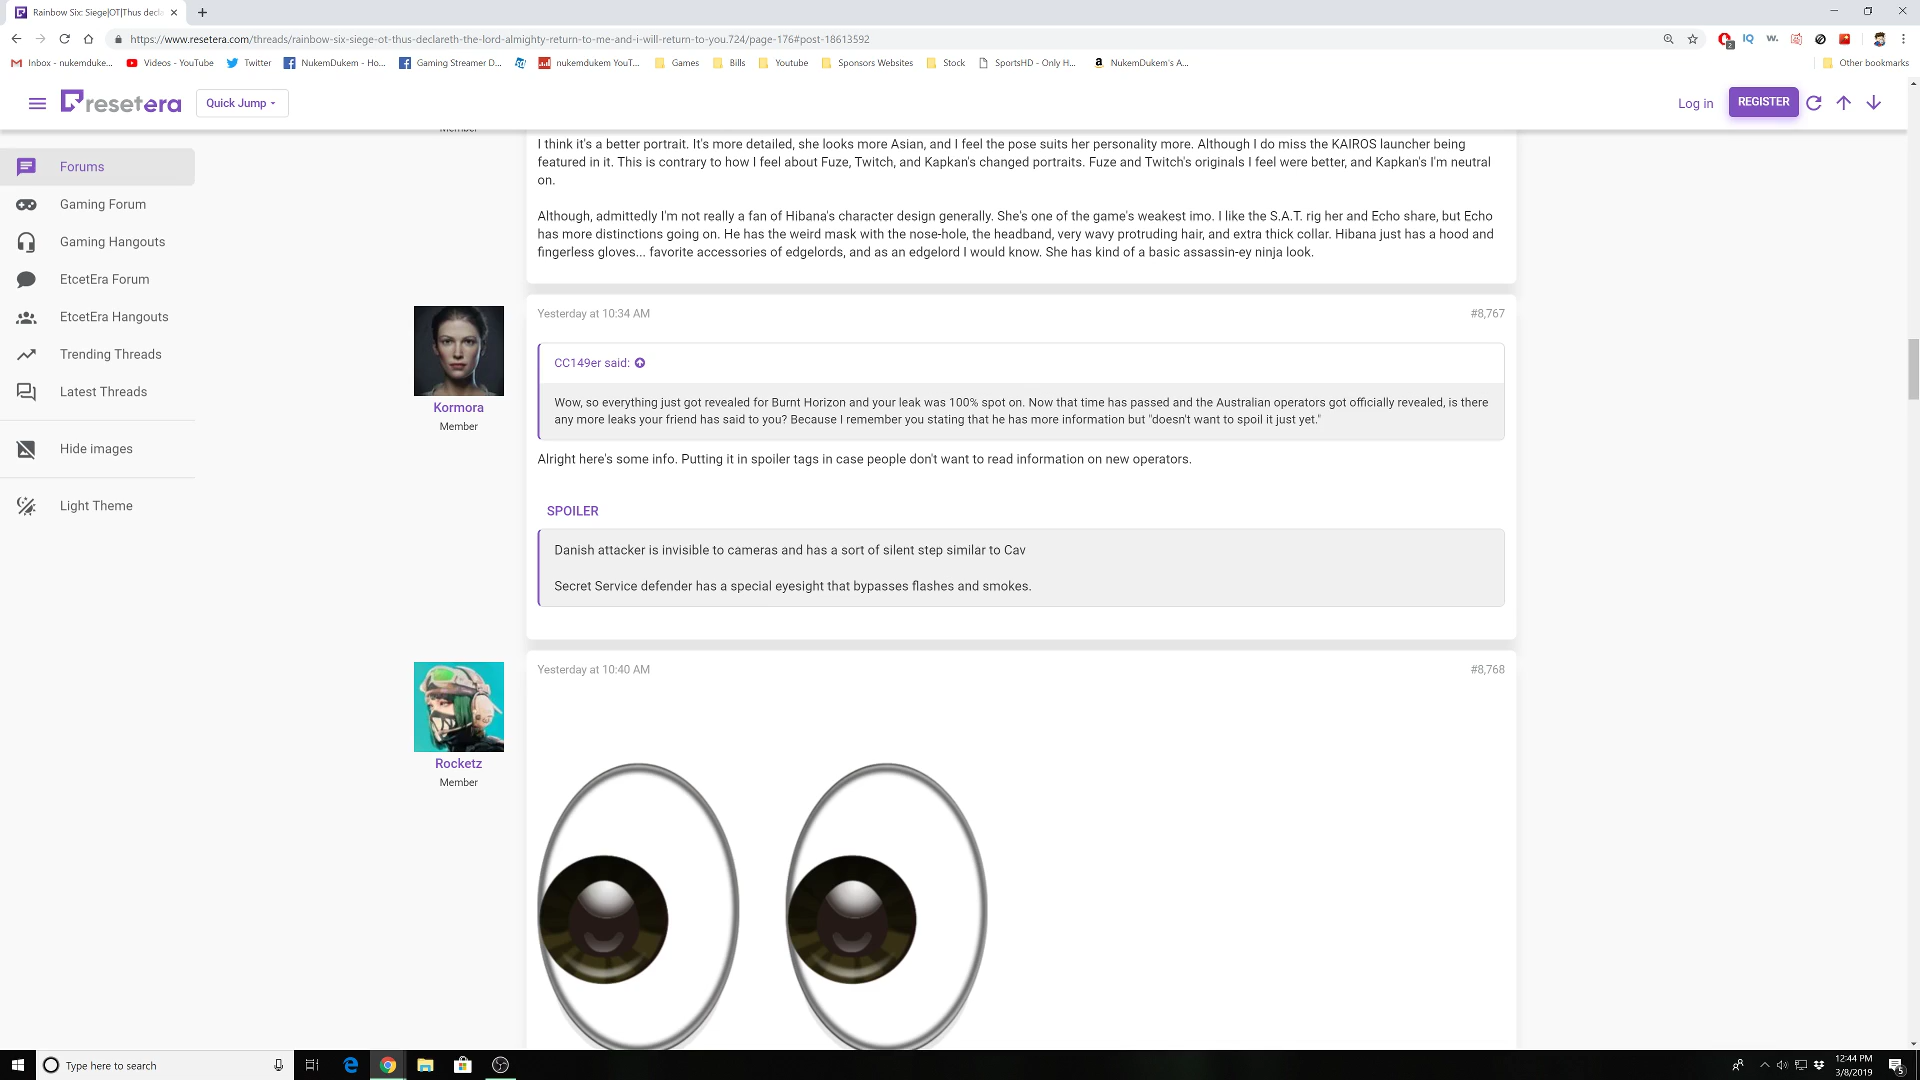 Rainbow Six: Siege|OT|Thus decla
https://www.resetera.com/threads/rainbow-six-siege-ot-thus-declareth-the-lord-almighty-return-to-me-and-i-will-return-to-you.724/page-176#post-18613592
2 IQ w.
Inbox - nukemduke... Videos - YouTube Twitter NukemDukem - Ho... Gaming Streamer D... nukemdukem YouT... Games Bills Youtube Sponsors Websites Stock SportsHD - Only H... NukemDukem's A... Other bookmarks
resetera Quick Jump Log in REGISTER
Member
I think it's a better portrait. It's more detailed, she looks more Asian, and I feel the pose suits her personality more. Although I do miss the KAIROS launcher being
featured in it. This is contrary to how I feel about Fuze, Twitch, and Kapkan's changed portraits. Fuze and Twitch's originals I feel were better, and Kapkan's I'm neutral
on.
Although, admittedly I'm not really a fan of Hibana's character design generally. She's one of the game's weakest imo. I like the S.A.T. rig her and Echo share, but Echo
has more distinctions going on. He has the weird mask with the nose-hole, the headband, very wavy protruding hair, and extra thick collar. Hibana just has a hood and
fingerless gloves... favorite accessories of edgelords, and as an edgelord I would know. She has kind of a basic assassin-ey ninja look.
Forums
Gaming Forum
Gaming Hangouts
EtcetEra Forum
EtcetEra Hangouts
Trending Threads
Latest Threads
Hide images
Light Theme
Kormora
Member
Yesterday at 10:34 AM #8,767
CC149er said:
Wow, so everything just got revealed for Burnt Horizon and your leak was 100% spot on. Now that time has passed and the Australian operators got officially revealed, is there
any more leaks your friend has said to you? Because I remember you stating that he has more information but "doesn't want to spoil it just yet."
Alright here's some info. Putting it in spoiler tags in case people don't want to read information on new operators.
SPOILER
Danish attacker is invisible to cameras and has a sort of silent step similar to Cav
Secret Service defender has a special eyesight that bypasses flashes and smokes.
Rocketz
Member
Yesterday at 10:40 AM #8,768
Type here to search
12:44 PM
3/8/2019
5